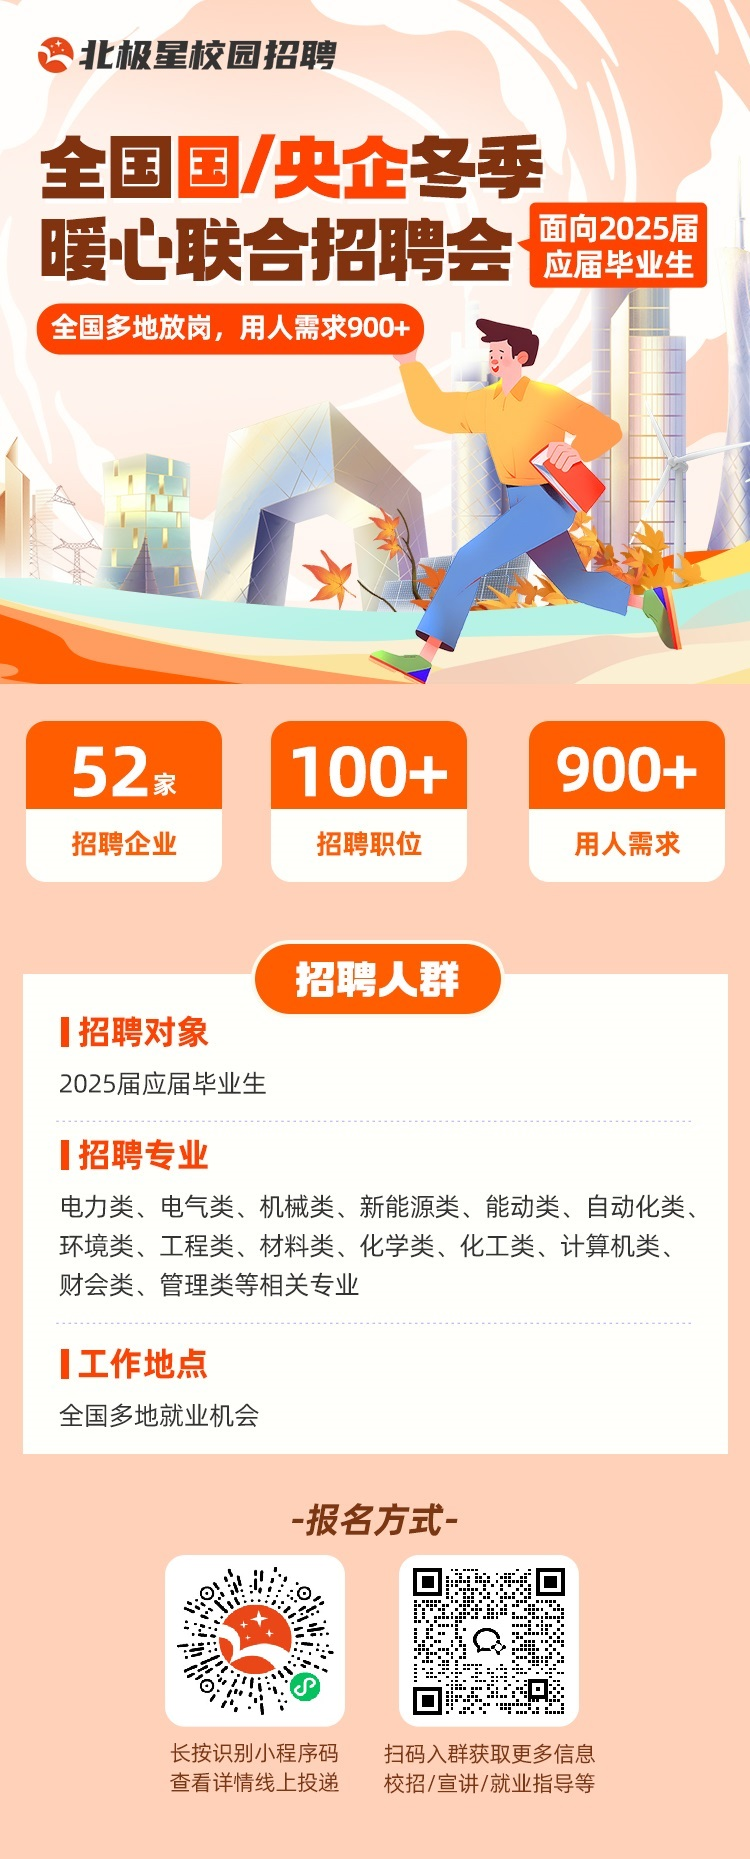 北极星校园招聘
全国国/央企冬季
暖心联合招聘会
面向2025届
应届毕业生
全国多地放岗，用人需求900+
52家
招聘企业
100+
招聘职位
900+
用人需求
招聘人群
招聘对象
2025届应届毕业生
招聘专业
电力类、电气类、机械类、新能源类、能动类、自动化类、
环境类、工程类、材料类、化学类、化工类、计算机类、
财会类、管理类等相关专业
工作地点
全国多地就业机会
-报名方式-
长按识别小程序码
查看详情线上投递
扫码入群获取更多信息
校招/宣讲/就业指导等